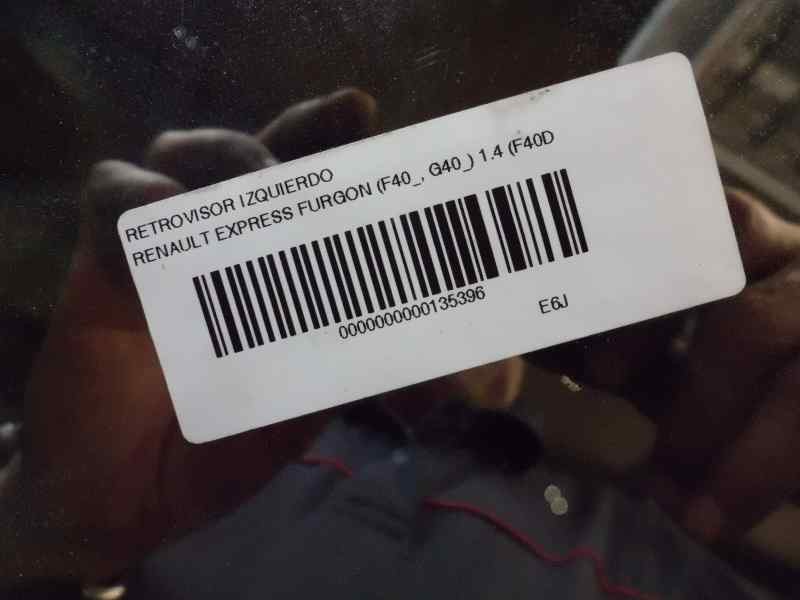 RETROVISOR IZQUIERDO
RENAULT EXPRESS FURGON (F40_, G40_) 1.4 (F40D
0000000000135396
E6J